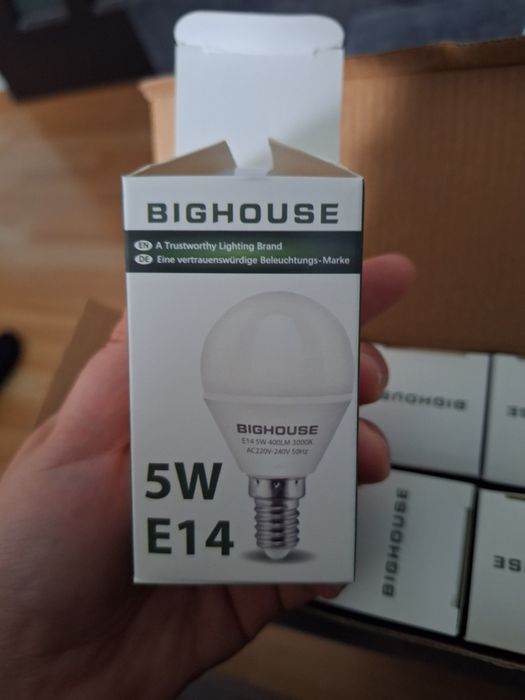 BIGHOUSE
EN A Trustworthy Lighting Brand
DE Eine vertrauenswürdige Beleuchtungs-Marke
BIGHOUSE
E14 5W 400LM 3000K
AC220V-240V 50Hz
5W
E14
BIGHOUSE
BIGHOUSE